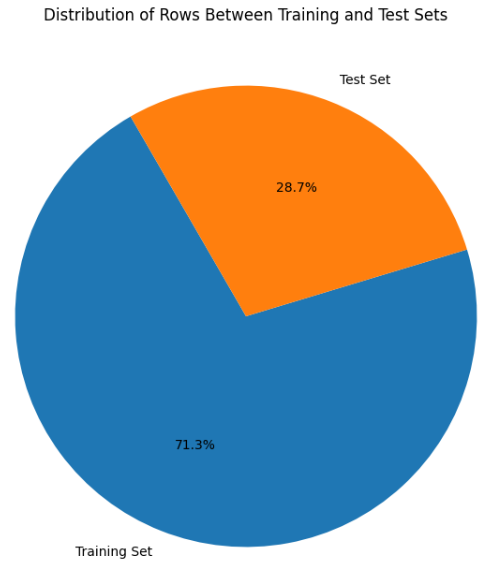 Distribution of Rows Between Training and Test Sets
Test Set
28.7%
71.3%
Training Set